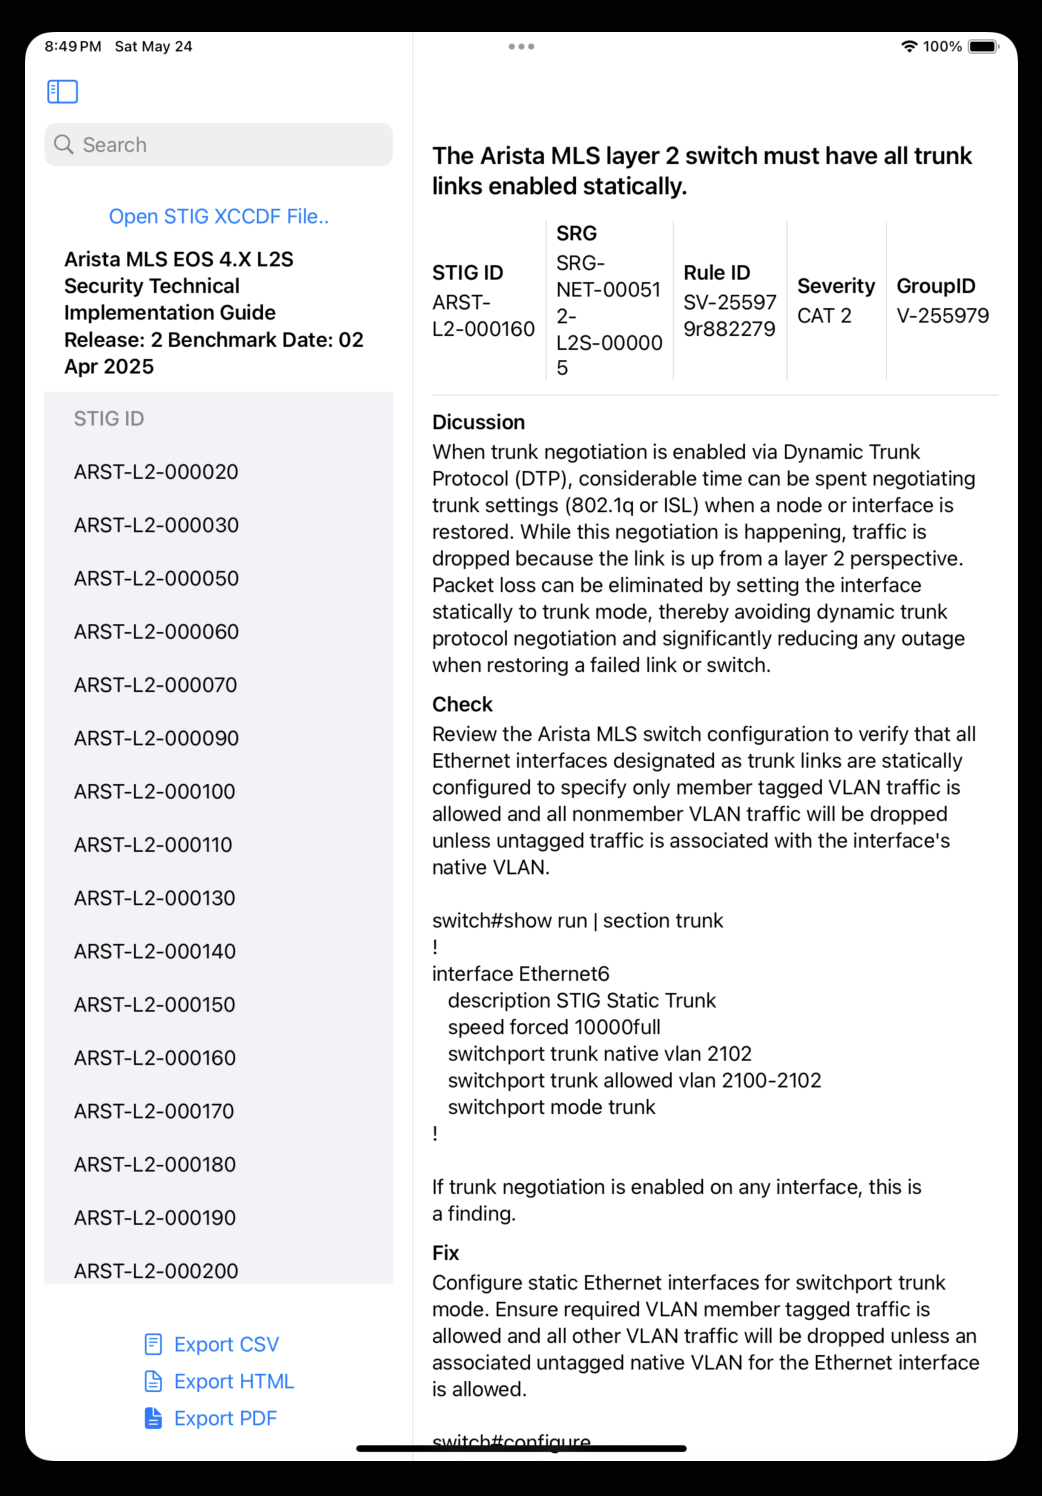 8:49 PM Sat May 24
100%
Search
Open STIG XCCDF File..
Arista MLS EOS 4.X L2S
Security Technical
Implementation Guide
Release: 2 Benchmark Date: 02
Apr 2025
STIG ID
ARST-L2-000020
ARST-L2-000030
ARST-L2-000050
ARST-L2-000060
ARST-L2-000070
ARST-L2-000090
ARST-L2-000100
ARST-L2-000110
ARST-L2-000130
ARST-L2-000140
ARST-L2-000150
ARST-L2-000160
ARST-L2-000170
ARST-L2-000180
ARST-L2-000190
ARST-L2-000200
Export CSV
Export HTML
Export PDF
The Arista MLS layer 2 switch must have all trunk
links enabled statically.
STIG ID
ARST-
L2-000160
SRG
SRG-
NET-00051
2-
L2S-00000
5
Rule ID
SV-25597
9r882279
Severity
CAT 2
GroupID
V-255979
Dicussion
When trunk negotiation is enabled via Dynamic Trunk
Protocol (DTP), considerable time can be spent negotiating
trunk settings (802.1q or ISL) when a node or interface is
restored. While this negotiation is happening, traffic is
dropped because the link is up from a layer 2 perspective.
Packet loss can be eliminated by setting the interface
statically to trunk mode, thereby avoiding dynamic trunk
protocol negotiation and significantly reducing any outage
when restoring a failed link or switch.
Check
Review the Arista MLS switch configuration to verify that all
Ethernet interfaces designated as trunk links are statically
configured to specify only member tagged VLAN traffic is
allowed and all nonmember VLAN traffic will be dropped
unless untagged traffic is associated with the interface's
native VLAN.
switch#show run | section trunk
!
interface Ethernet6
description STIG Static Trunk
speed forced 10000full
switchport trunk native vlan 2102
switchport trunk allowed vlan 2100-2102
switchport mode trunk
!
If trunk negotiation is enabled on any interface, this is
a finding.
Fix
Configure static Ethernet interfaces for switchport trunk
mode. Ensure required VLAN member tagged traffic is
allowed and all other VLAN traffic will be dropped unless an
associated untagged native VLAN for the Ethernet interface
is allowed.
switch#configure